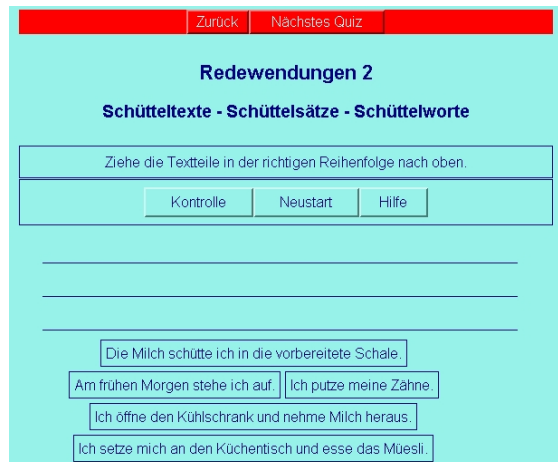 Zurück Nächstes Quiz
Redewendungen 2
Schütteltexte - Schüttelsätze - Schüttelworte
Ziehe die Textteile in der richtigen Reihenfolge nach oben.
Kontrolle Neustart Hilfe
Die Milch schütte ich in die vorbereitete Schale.
Am frühen Morgen stehe ich auf. Ich putze meine Zähne.
Ich öffne den Kühlschrank und nehme Milch heraus.
Ich setze mich an den Küchentisch und esse das Müesli.